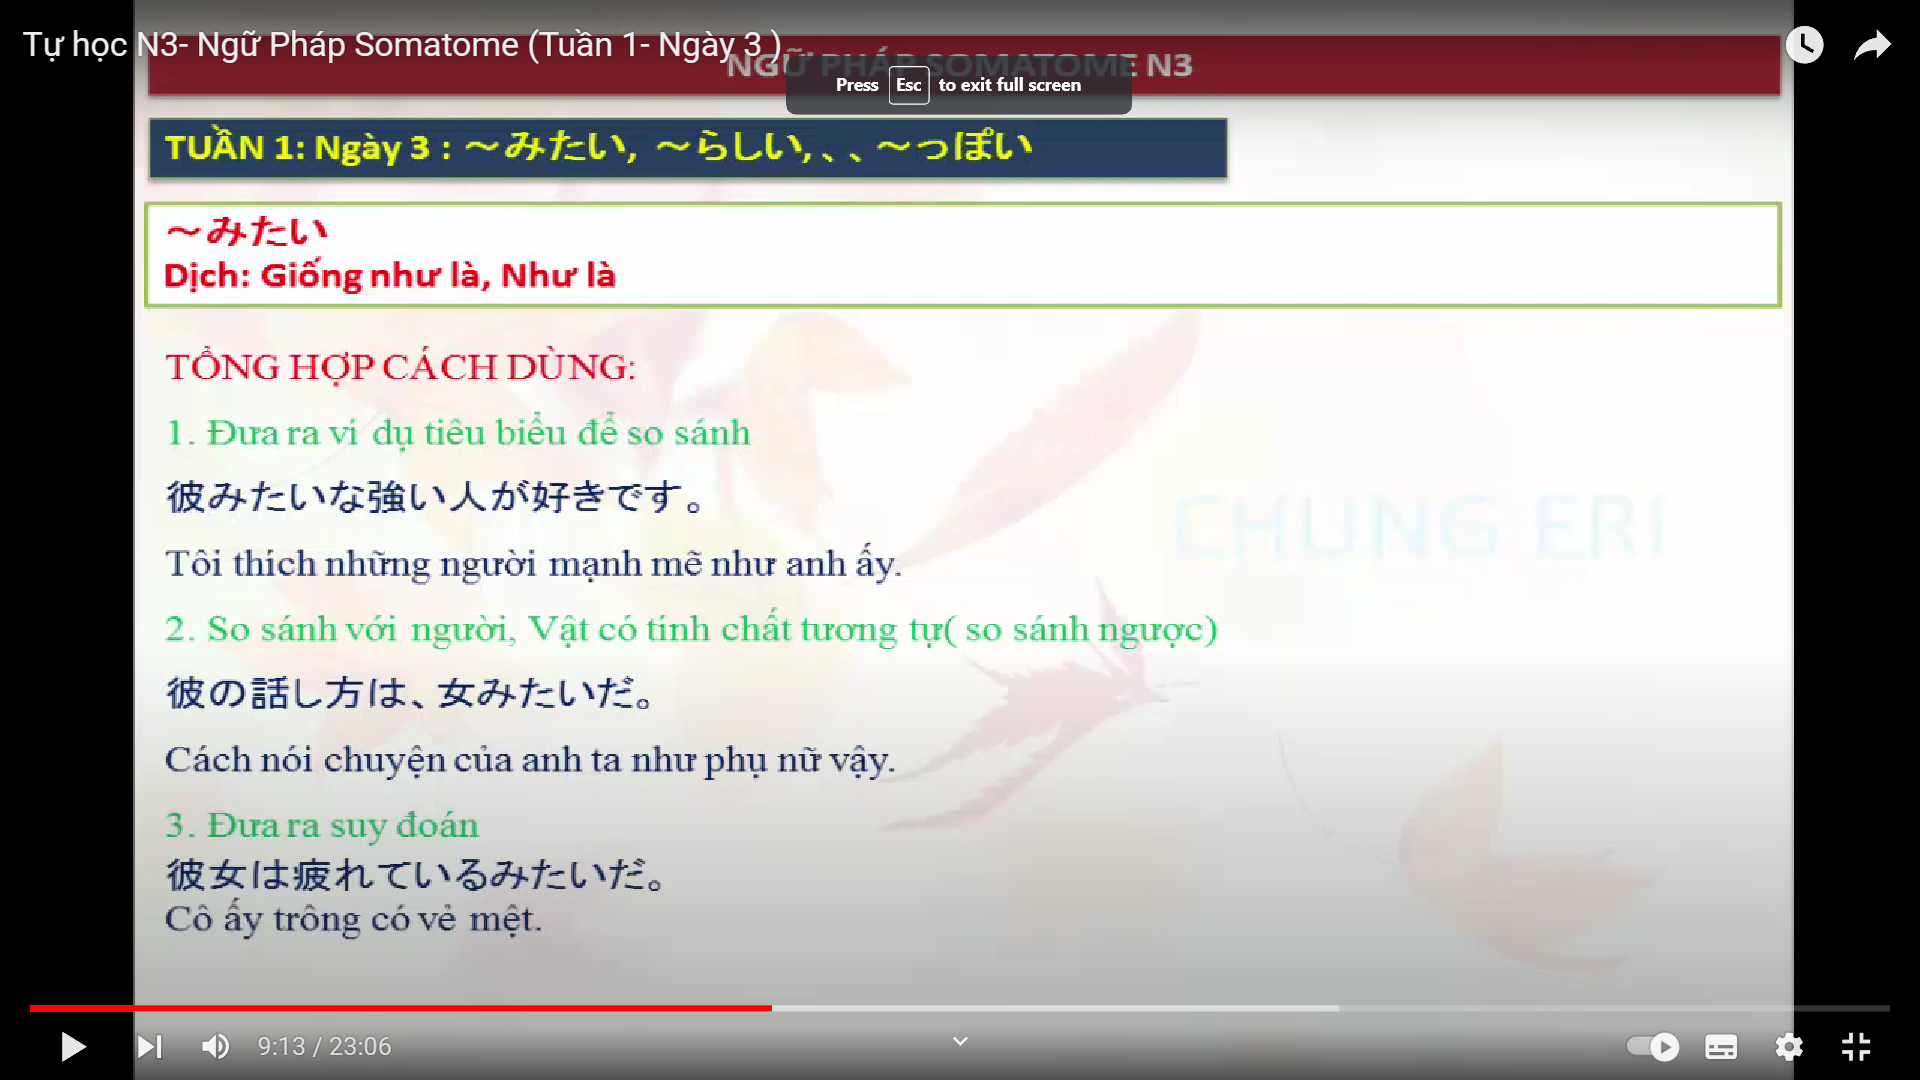 Tự học N3- Ngữ Pháp Somatome (Tuần 1- Ngày 3 )
NGỮ PHÁP SOMATOME N3
Press Esc to exit full screen
TUẦN 1: Ngày 3 : ～みたい, ～らしい, 、、～っぽい
～みたい
Dịch: Giống như là, Như là
TỔNG HỢP CÁCH DÙNG:
1. Đưa ra ví dụ tiêu biểu để so sánh
彼みたいな強い人が好きです。
Tôi thích những người mạnh mẽ như anh ấy.
CHUNG ERI
2. So sánh với người, Vật có tính chất tương tự( so sánh ngược)
彼の話し方は、女みたいだ。
Cách nói chuyện của anh ta như phụ nữ vậy.
3. Đưa ra suy đoán
彼女は疲れているみたいだ。
Cô ấy trông có vẻ mệt.
9:13 / 23:06